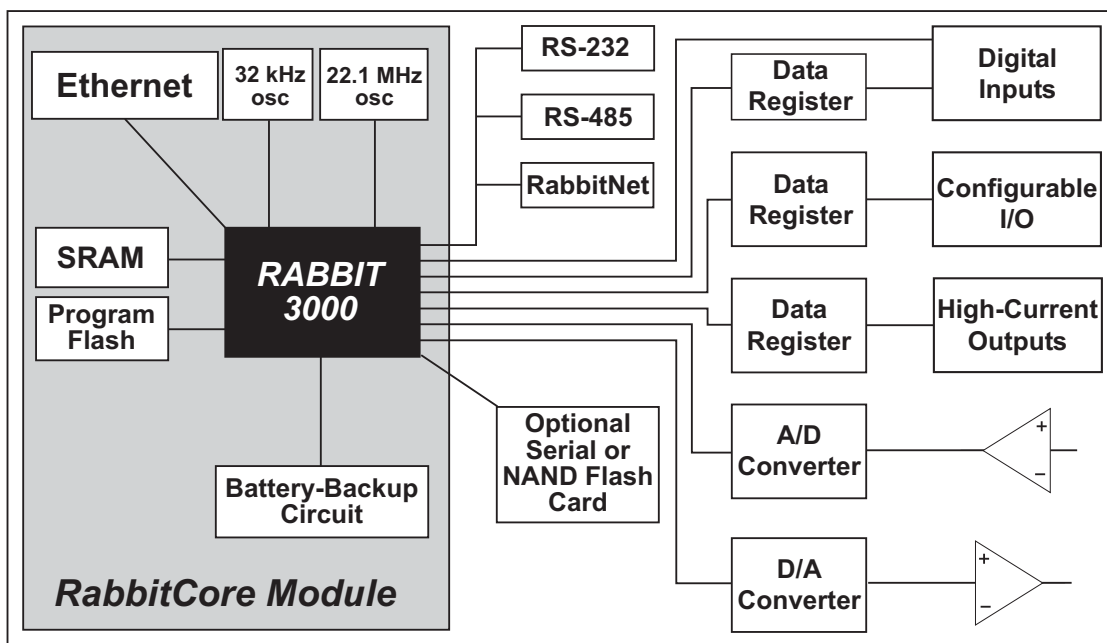 Ethernet
32 kHz
osc
22.1 MHz
osc
SRAM
Program
Flash
RABBIT
3000
Battery-Backup
Circuit
RabbitCore Module
RS-232
RS-485
RabbitNet
Optional
Serial or
NAND Flash
Card
Data
Register
Digital
Inputs
Data
Register
Configurable
I/O
Data
Register
High-Current
Outputs
A/D
Converter
+
–
D/A
Converter
+
–